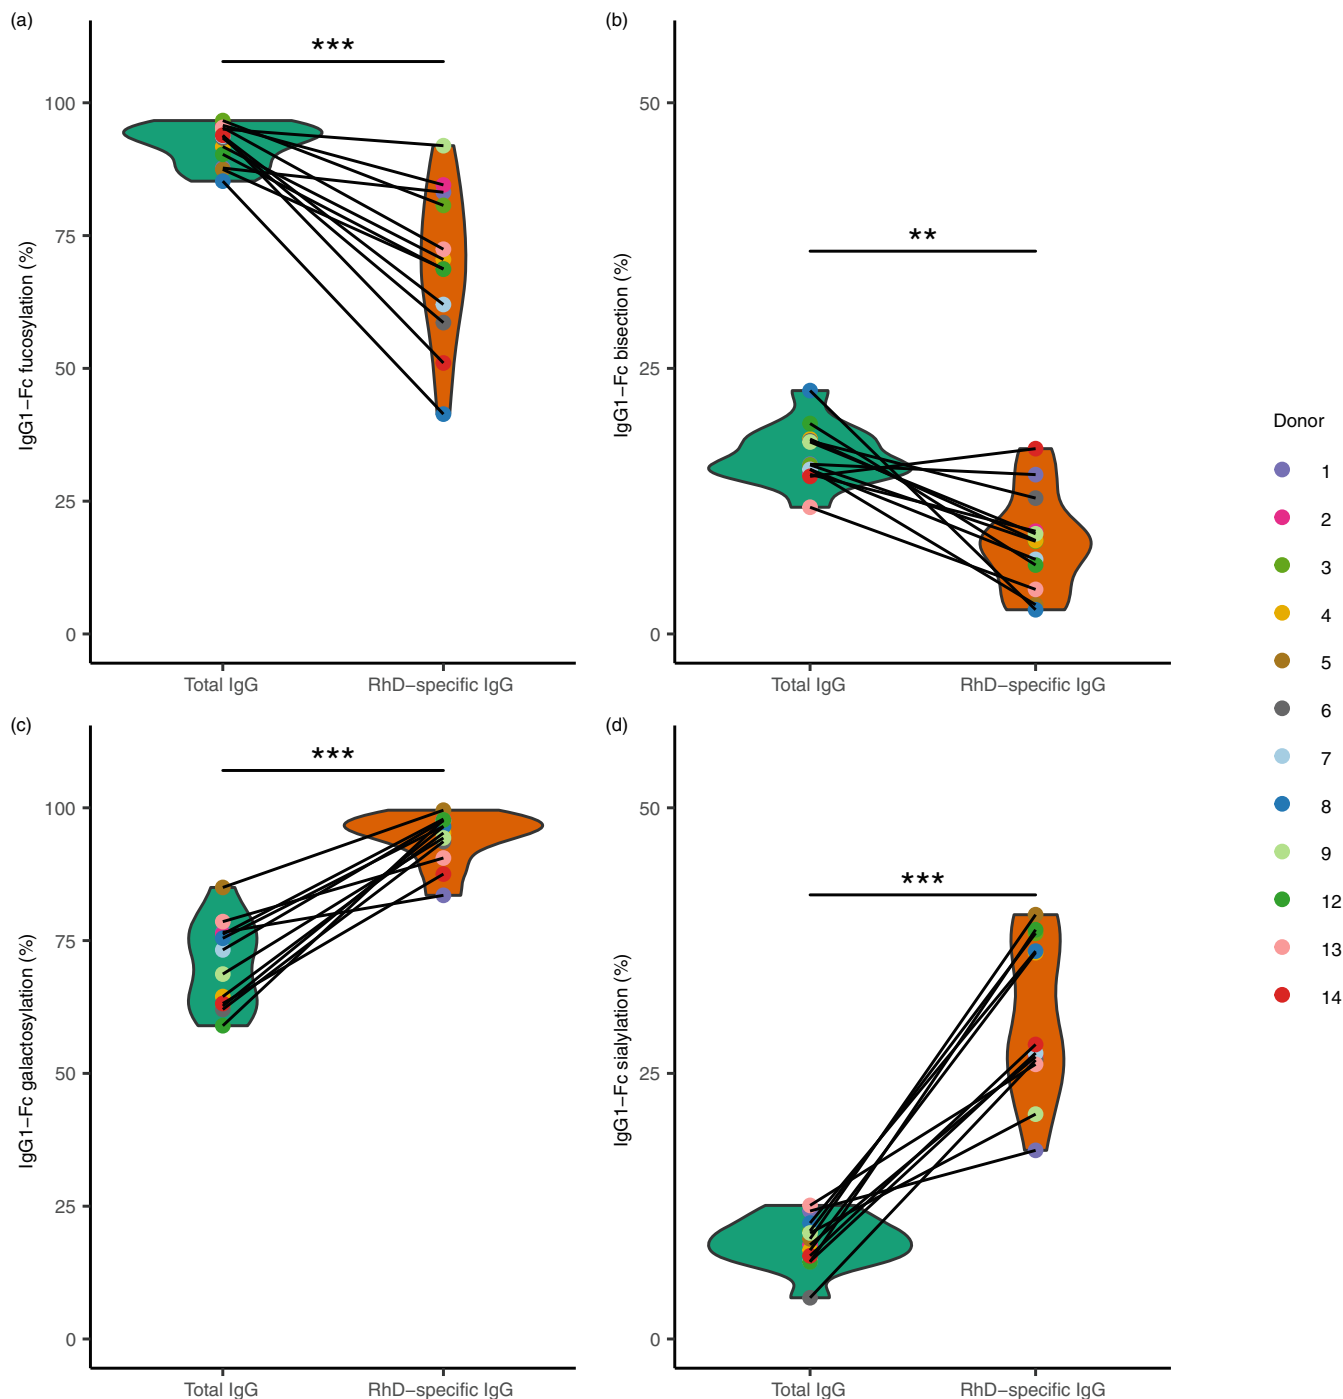 (a)
***
100
75
50
25
0
IgG1−Fc fucosylation (%)
Total IgG
RhD−specific IgG
(b)
**
50
25
0
IgG1−Fc bisection (%)
Total IgG
RhD−specific IgG
(c)
***
100
75
50
25
0
IgG1−Fc galactosylation (%)
Total IgG
RhD−specific IgG
(d)
***
50
25
0
IgG1−Fc sialylation (%)
Total IgG
RhD−specific IgG
Donor
1
2
3
4
5
6
7
8
9
12
13
14